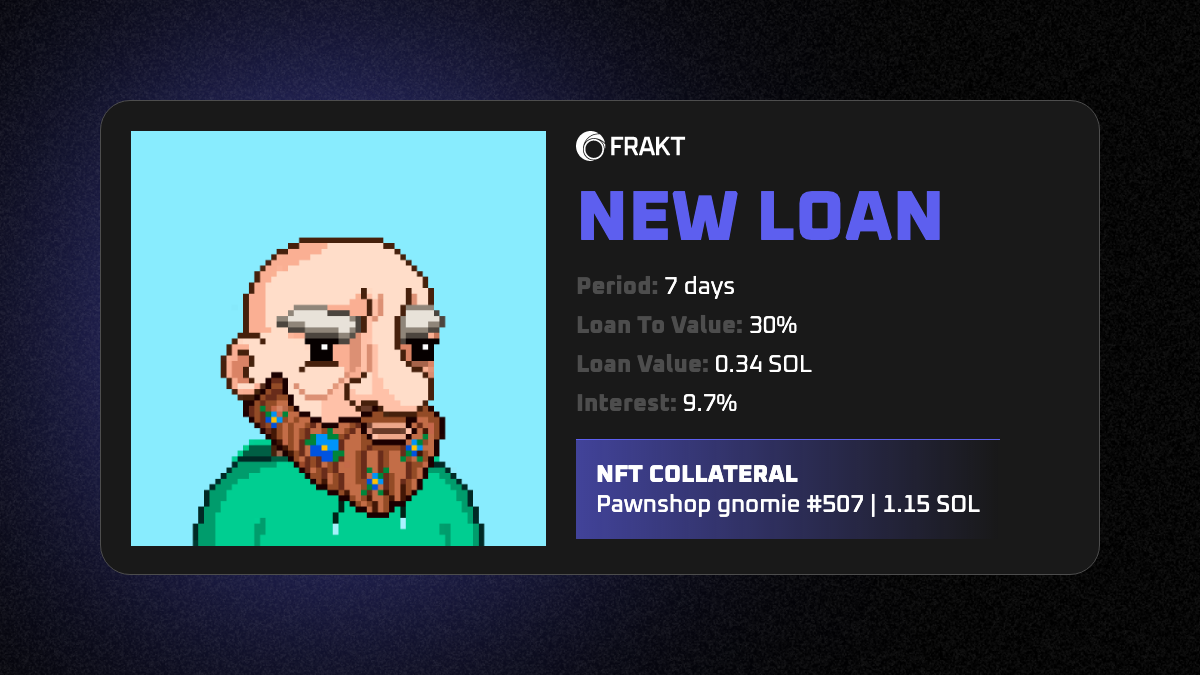 FRAKT
NEW LOAN
Period: 7 days
Loan To Value: 30%
Loan Value: 0.34 SOL
Interest: 9.7%
NFT COLLATERAL
Pawnshop gnomie #507 | 1.15 SOL